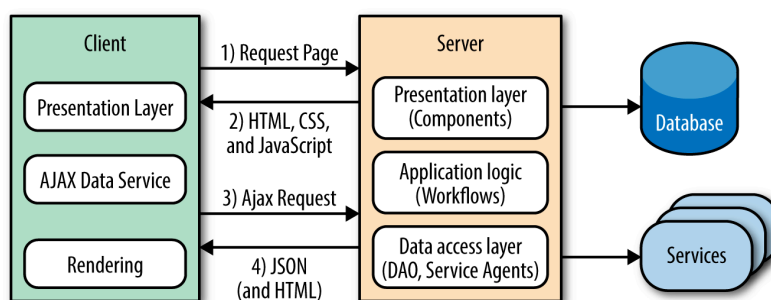 Client
Presentation Layer
AJAX Data Service
Rendering
1) Request Page
2) HTML, CSS,
and JavaScript
3) Ajax Request
4) JSON
(and HTML)
Server
Presentation layer
(Components)
Application logic
(Workflows)
Data access layer
(DAO, Service Agents)
Database
Services